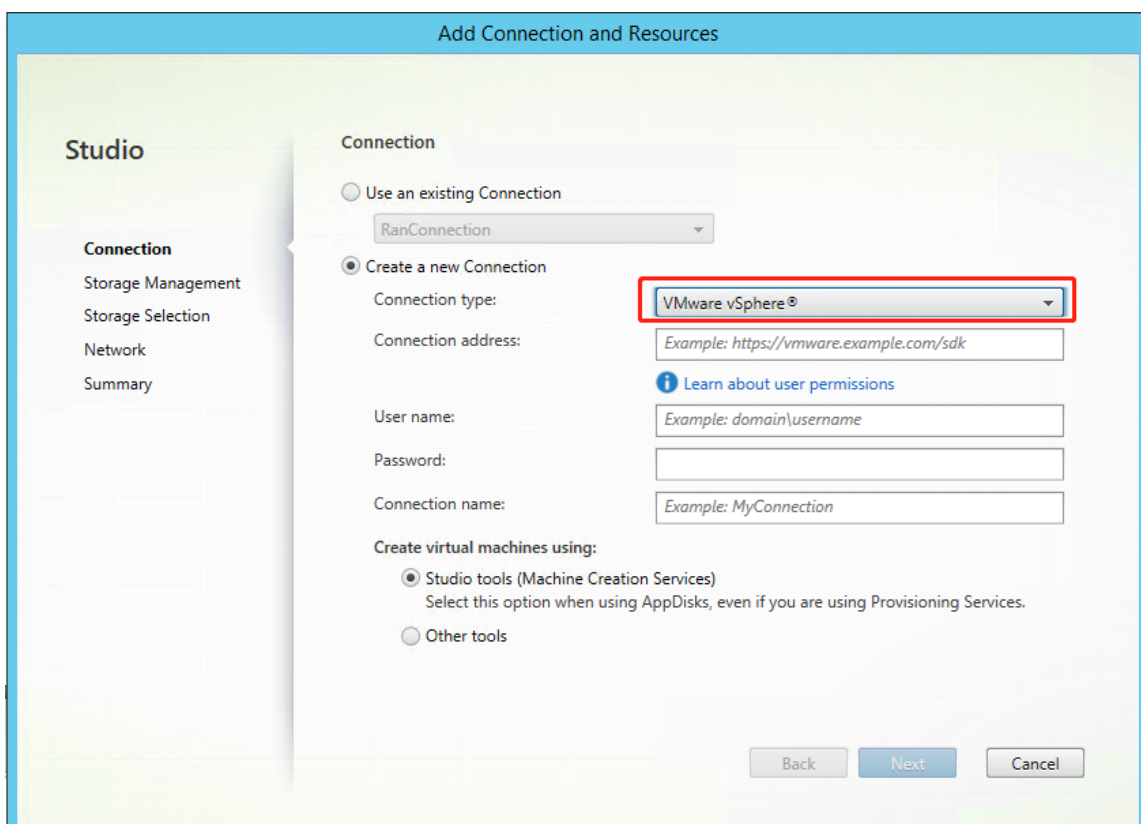 Add Connection and Resources
Studio
Connection
Storage Management
Storage Selection
Network
Summary
Connection
Use an existing Connection
RanConnection
Create a new Connection
Connection type:
VMware vSphere®
Connection address:
Example: https://vmware.example.com/sdk
Learn about user permissions
User name:
Example: domain\username
Password:
Connection name:
Example: MyConnection
Create virtual machines using:
Studio tools (Machine Creation Services)
Select this option when using AppDisks, even if you are using Provisioning Services.
Other tools
Back
Next
Cancel